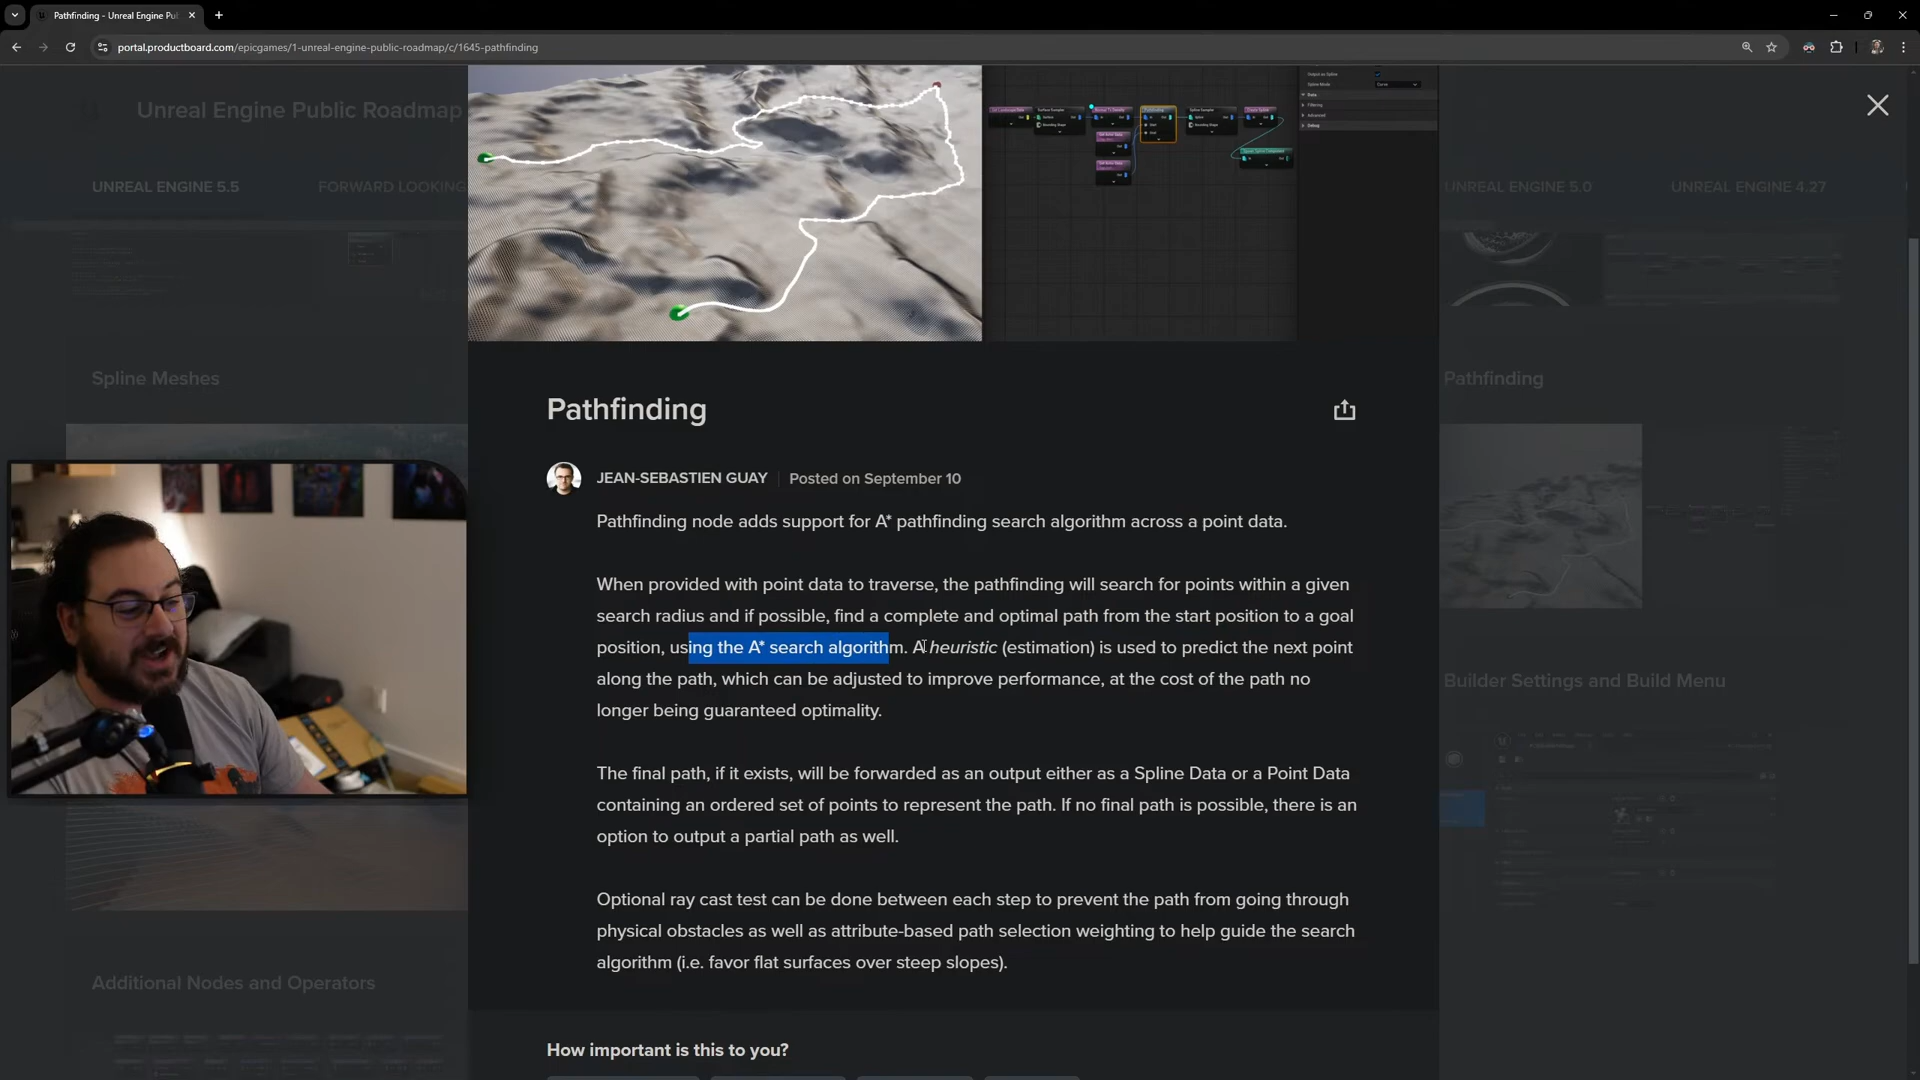 Pathfinding - Unreal Engine Pu
portal.productboard.com/epicgames/1-unreal-engine-public-roadmap/c/1645-pathfinding
Unreal Engine Public Roadmap
UNREAL ENGINE 5.5
FORWARD LOOKING
UNREAL ENGINE 5.0
UNREAL ENGINE 4.27
Spline Meshes
Pathfinding
Builder Settings and Build Menu
Additional Nodes and Operators
Pathfinding
JEAN-SEBASTIEN GUAY
Posted on September 10
Pathfinding node adds support for A* pathfinding search algorithm across a point data.
When provided with point data to traverse, the pathfinding will search for points within a given
search radius and if possible, find a complete and optimal path from the start position to a goal
position, using the A* search algorithm. A heuristic (estimation) is used to predict the next point
along the path, which can be adjusted to improve performance, at the cost of the path no
longer being guaranteed optimality.
The final path, if it exists, will be forwarded as an output either as a Spline Data or a Point Data
containing an ordered set of points to represent the path. If no final path is possible, there is an
option to output a partial path as well.
Optional ray cast test can be done between each step to prevent the path from going through
physical obstacles as well as attribute-based path selection weighting to help guide the search
algorithm (i.e. favor flat surfaces over steep slopes).
How important is this to you?